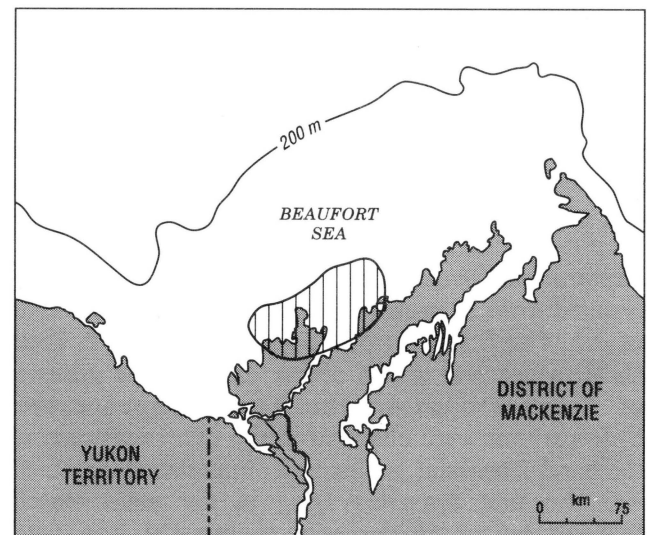 200 m
BEAUFORT
SEA
DISTRICT OF
MACKENZIE
YUKON
TERRITORY
km
0 75